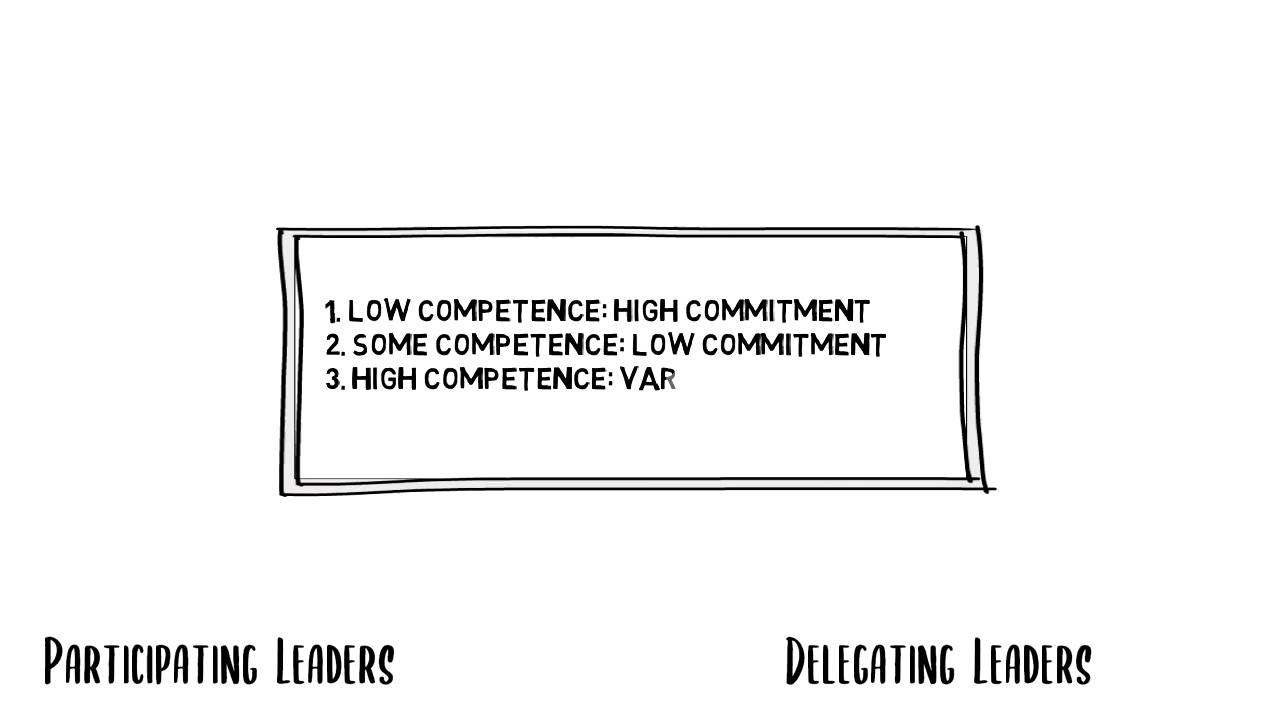 1. LOW COMPETENCE: HIGH COMMITMENT
2. SOME COMPETENCE: LOW COMMITMENT
3. HIGH COMPETENCE: VAR
PARTICIPATING LEADERS
DELEGATING LEADERS